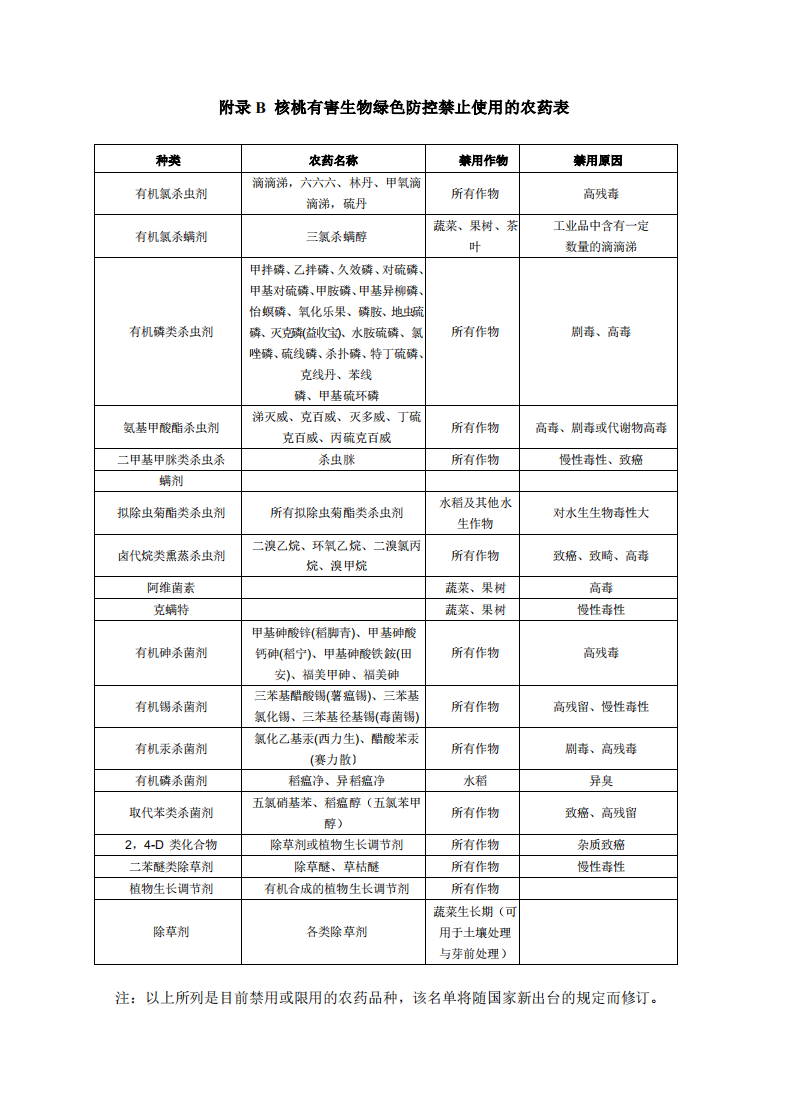 附录 B 核桃有害生物绿色防控禁止使用的农药表
种类 农药名称 禁用作物 禁用原因
有机氯杀虫剂
滴滴涕，六六六、林丹、甲氧滴
滴涕，硫丹
所有作物
高残毒
有机氯杀螨剂
三氯杀螨醇
蔬菜、果树、茶
叶
工业品中含有一定
数量的滴滴涕
有机磷类杀虫剂
甲拌磷、乙拌磷、久效磷、对硫磷、
甲基对硫磷、甲胺磷、甲基异柳磷、
怡螟磷、氧化乐果、磷胺、地虫硫
磷、灭克磷(益收宝)、水胺硫磷、氯
唑磷、硫线磷、杀扑磷、特丁硫磷、
克线丹、苯线
磷、甲基硫环磷
所有作物
剧毒、高毒
氨基甲酸酯杀虫剂
涕灭威、克百威、灭多威、丁硫
克百威、丙硫克百威
所有作物
高毒、剧毒或代谢物高毒
二甲基甲脒类杀虫杀 杀虫脒 所有作物 慢性毒性、致癌
螨剂
拟除虫菊酯类杀虫剂
所有拟除虫菊酯类杀虫剂
水稻及其他水
生作物
对水生生物毒性大
卤代烷类熏蒸杀虫剂
二溴乙烷、环氧乙烷、二溴氯丙
烷、溴甲烷
所有作物
致癌、致畸、高毒
阿维菌素 蔬菜、果树 高毒
克螨特 蔬菜、果树 慢性毒性
有机砷杀菌剂
甲基砷酸锌(稻脚青)、甲基砷酸
钙砷(稻宁)、甲基砷酸铁銨(田
安)、福美甲砷、福美砷
所有作物
高残毒
有机锡杀菌剂
三苯基醋酸锡(薯瘟锡)、三苯基
氯化锡、三苯基径基锡(毒菌锡)
所有作物
高残留、慢性毒性
有机汞杀菌剂
氯化乙基汞(西力生)、醋酸苯汞
(赛力散〕
所有作物
剧毒、高残毒
有机磷杀菌剂 稻瘟净、异稻瘟净 水稻 异臭
取代苯类杀菌剂
五氯硝基苯、稻瘟醇（五氯苯甲
醇）
所有作物
致癌、高残留
2，4-D 类化合物 除草剂或植物生长调节剂 所有作物 杂质致癌
二苯醚类除草剂 除草醚、草枯醚 所有作物 慢性毒性
植物生长调节剂 有机合成的植物生长调节剂 所有作物
除草剂
各类除草剂
蔬菜生长期（可
用于土壤处理
与芽前处理）
注：以上所列是目前禁用或限用的农药品种，该名单将随国家新出台的规定而修订。